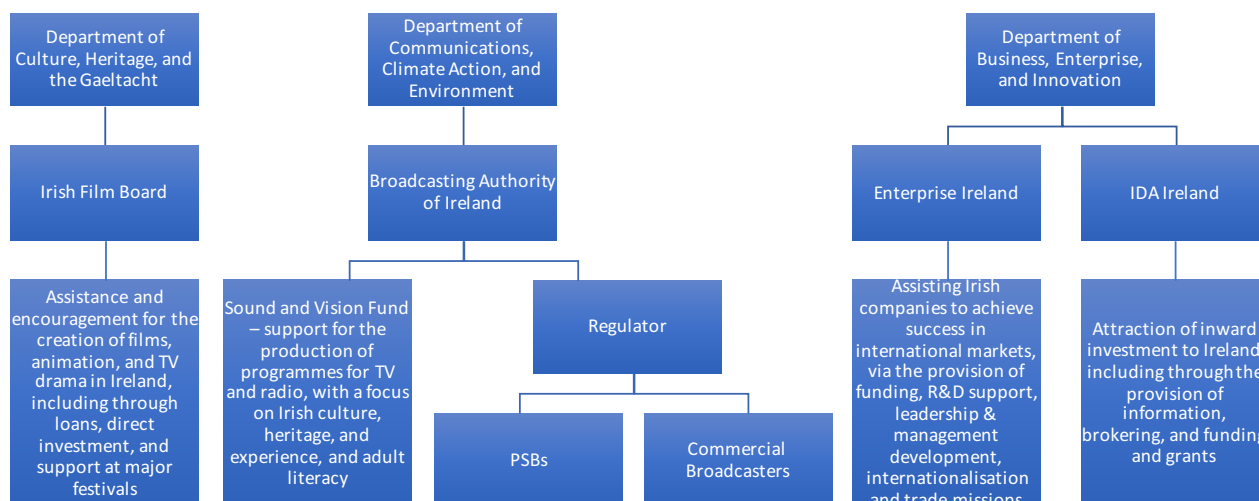 Department of
Culture, Heritage, and
the Gaeltacht
Department of
Communications,
Climate Action, and
Environment
Department of
Business, Enterprise,
and Innovation
Irish Film Board
Broadcasting Authority
of Ireland
Enterprise Ireland
IDA Ireland
Assistance and
encouragement for the
creation of films,
animation, and TV
drama in Ireland,
including through
loans, direct
investment, and
support at major
festivals
Sound and Vision Fund
– support for the
production of
programmes for TV
and radio, with a focus
on Irish culture,
heritage, and
experience, and adult
literacy
Regulator
PSBs
Commercial
Broadcasters
Assisting Irish
companies to achieve
success in
international markets,
via the provision of
funding, R&D support,
leadership &
management
development,
internationalisation
and trade missions
Attraction of inward
investment to Ireland
including through the
provision of
information,
brokering, and funding
and grants